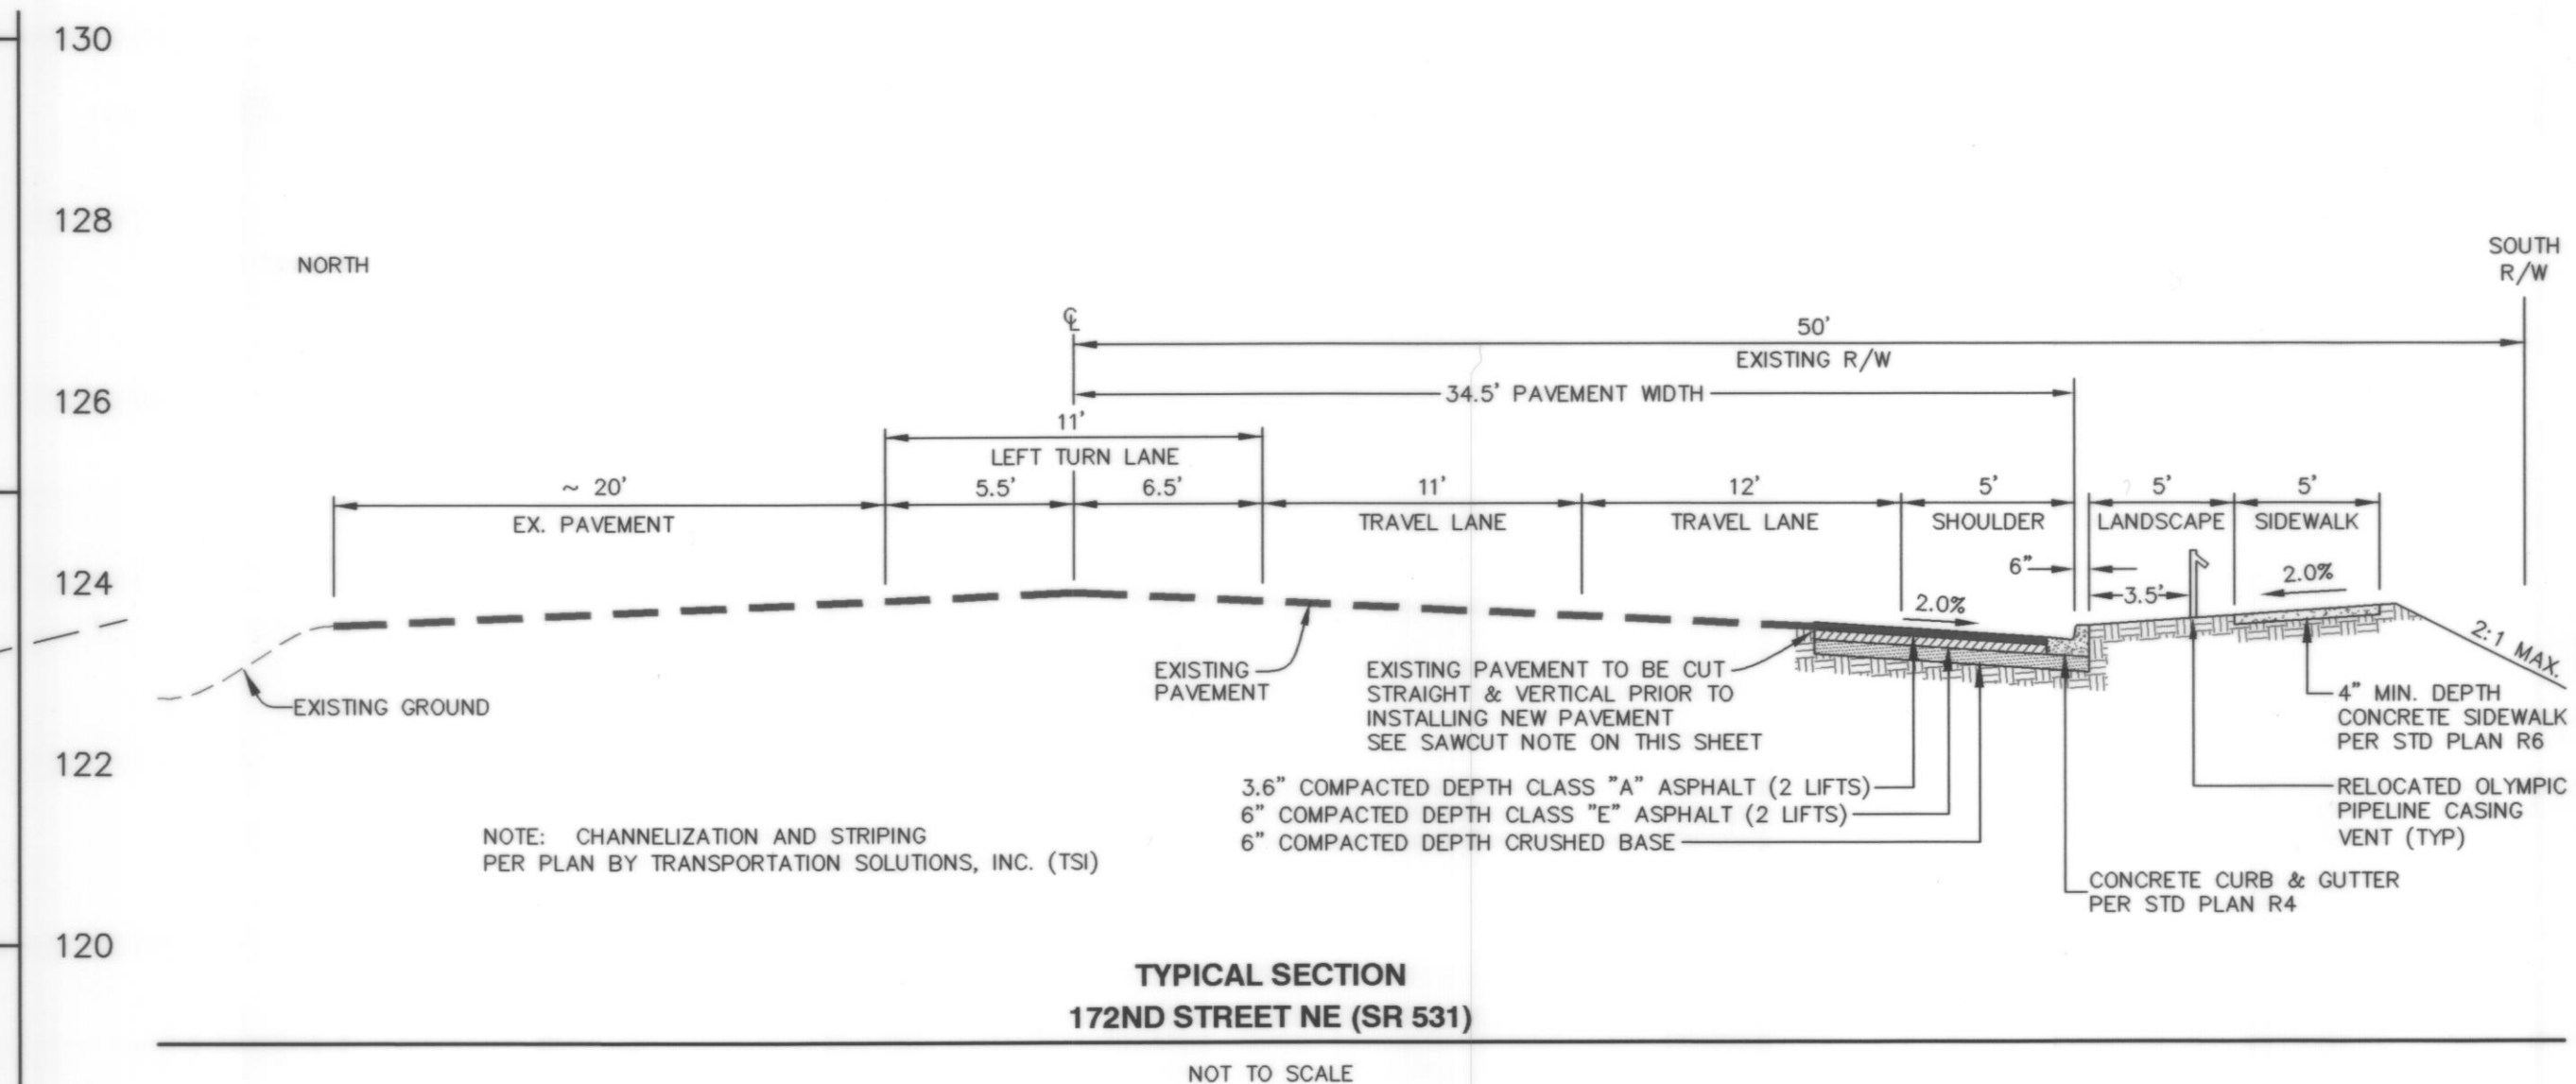 130
128
126
124
122
120
NORTH
SOUTH
R/W
℄
50'
EXISTING R/W
34.5' PAVEMENT WIDTH
11'
LEFT TURN LANE
~ 20'
5.5'
6.5'
11'
12'
5'
5'
5'
EX. PAVEMENT
TRAVEL LANE
TRAVEL LANE
SHOULDER
LANDSCAPE
SIDEWALK
6"
3.5'
2.0%
2.0%
2:1 MAX.
EXISTING GROUND
EXISTING
PAVEMENT
EXISTING PAVEMENT TO BE CUT
STRAIGHT & VERTICAL PRIOR TO
INSTALLING NEW PAVEMENT
SEE SAWCUT NOTE ON THIS SHEET
3.6" COMPACTED DEPTH CLASS "A" ASPHALT (2 LIFTS)
6" COMPACTED DEPTH CLASS "E" ASPHALT (2 LIFTS)
6" COMPACTED DEPTH CRUSHED BASE
4" MIN. DEPTH
CONCRETE SIDEWALK
PER STD PLAN R6
RELOCATED OLYMPIC
PIPELINE CASING
VENT (TYP)
CONCRETE CURB & GUTTER
PER STD PLAN R4
NOTE: CHANNELIZATION AND STRIPING
PER PLAN BY TRANSPORTATION SOLUTIONS, INC. (TSI)
TYPICAL SECTION
172ND STREET NE (SR 531)
NOT TO SCALE